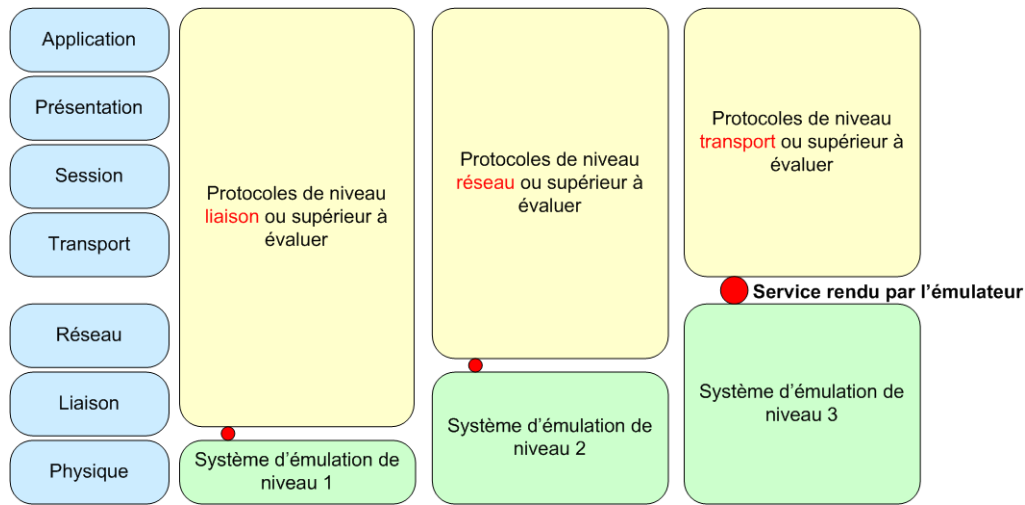 Application
Présentation
Session
Transport
Réseau
Liaison
Physique
Protocoles de niveau
liaison ou supérieur à
évaluer
Système d'émulation de
niveau 1
Protocoles de niveau
réseau ou supérieur à
évaluer
Système d'émulation de
niveau 2
Protocoles de niveau
transport ou supérieur à
évaluer
Service rendu par l'émulateur
Système d'émulation de
niveau 3